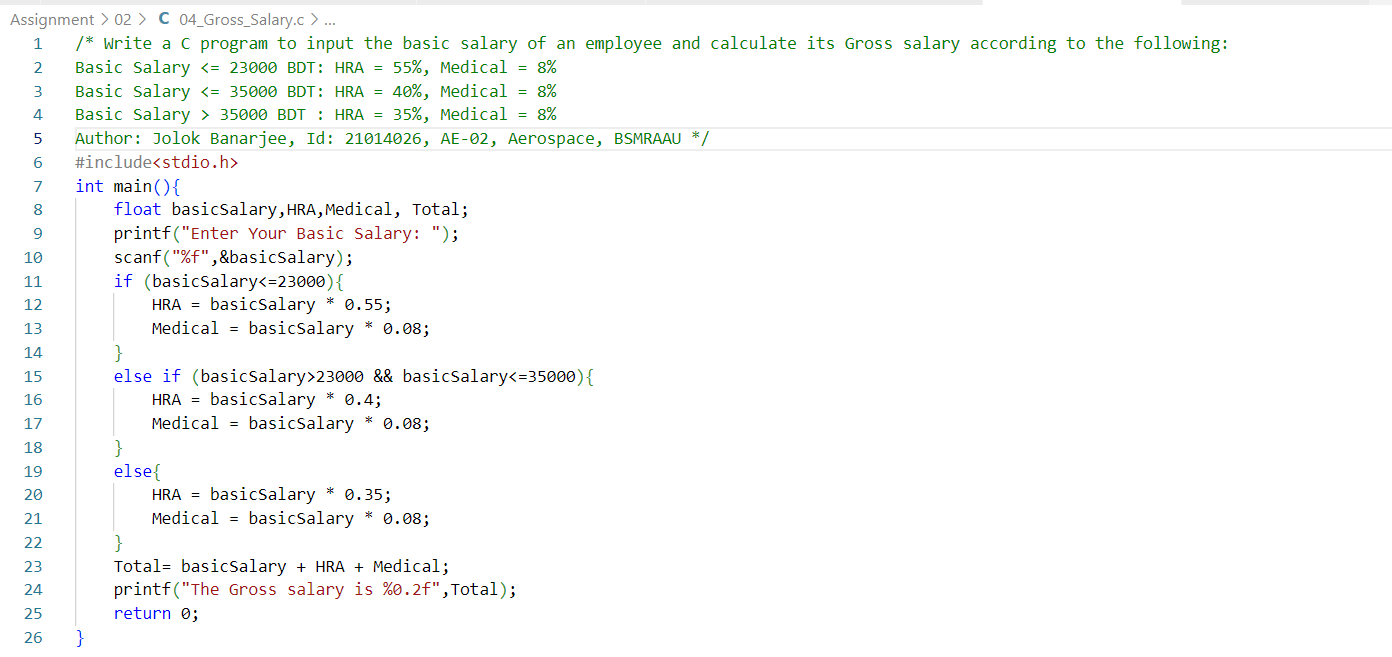 Assignment > 02 > C 04_Gross_Salary.c > ...
1 /* Write a C program to input the basic salary of an employee and calculate its Gross salary according to the following:
2 Basic Salary <= 23000 BDT: HRA = 55%, Medical = 8%
3 Basic Salary <= 35000 BDT: HRA = 40%, Medical = 8%
4 Basic Salary > 35000 BDT : HRA = 35%, Medical = 8%
5 Author: Jolok Banarjee, Id: 21014026, AE-02, Aerospace, BSMRAAU */
6 #include<stdio.h>
7 int main(){
8     float basicSalary,HRA,Medical, Total;
9     printf("Enter Your Basic Salary: ");
10     scanf("%f",&basicSalary);
11     if (basicSalary<=23000){
12         HRA = basicSalary * 0.55;
13         Medical = basicSalary * 0.08;
14     }
15     else if (basicSalary>23000 && basicSalary<=35000){
16         HRA = basicSalary * 0.4;
17         Medical = basicSalary * 0.08;
18     }
19     else{
20         HRA = basicSalary * 0.35;
21         Medical = basicSalary * 0.08;
22     }
23     Total= basicSalary + HRA + Medical;
24     printf("The Gross salary is %0.2f",Total);
25     return 0;
26 }